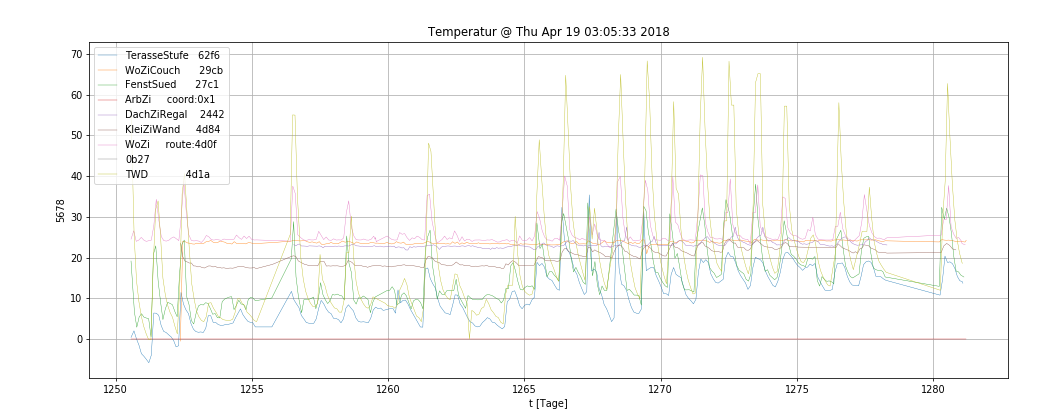 Temperatur @ Thu Apr 19 03:05:33 2018
5678
70
60
50
40
30
20
10
0
TerasseStufe 62f6
WoZiCouch 29cb
FenstSued 27c1
ArbZi coord:0x1
DachZiRegal 2442
KleiZiWand 4d84
WoZi route:4d0f
0b27
TWD 4d1a
1250 1255 1260 1265 1270 1275 1280
t [Tage]